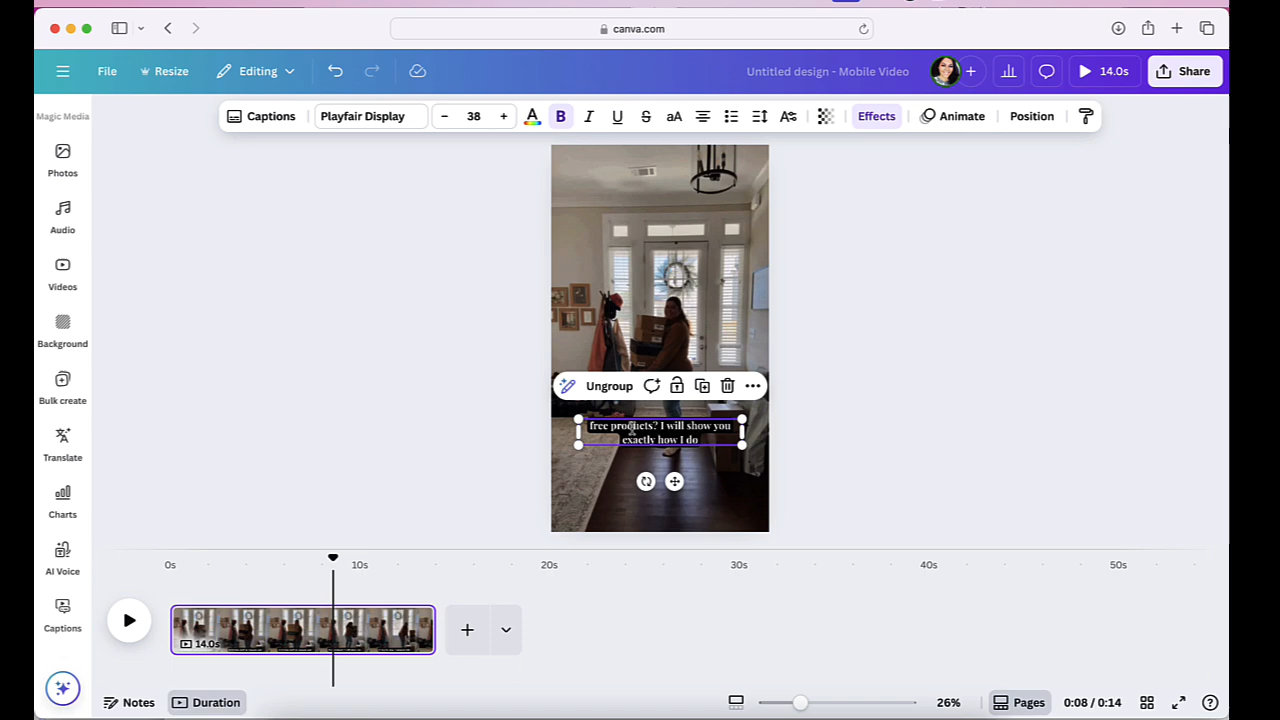 canva.com
File
Resize
Editing
Untitled design - Mobile Video
14.0s
Share
Magic Media
Captions
Playfair Display
– 38 +
A
B
I
U
S
aA
Effects
Animate
Position
Photos
Audio
Videos
Background
Bulk create
Translate
Charts
AI Voice
Captions
Ungroup
free products? I will show you
exactly how I do
0s
10s
20s
30s
40s
50s
14.0s
Notes
Duration
26%
Pages
0:08 / 0:14